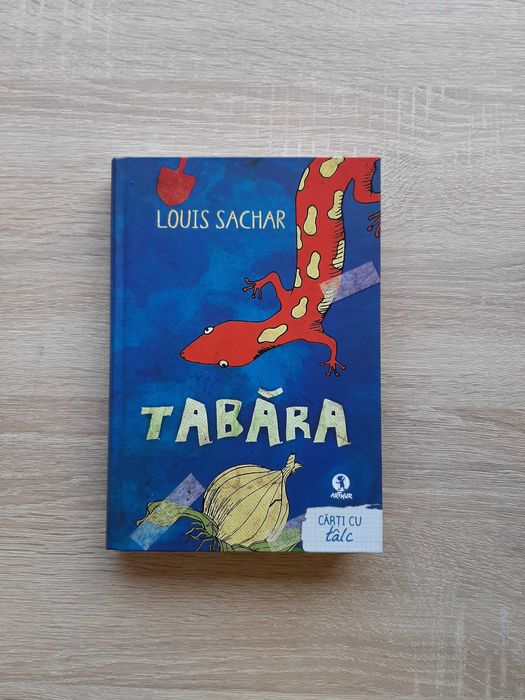 LOUIS SACHAR
TABĂRA
ARTHUR
CĂRȚI CU
tâlc